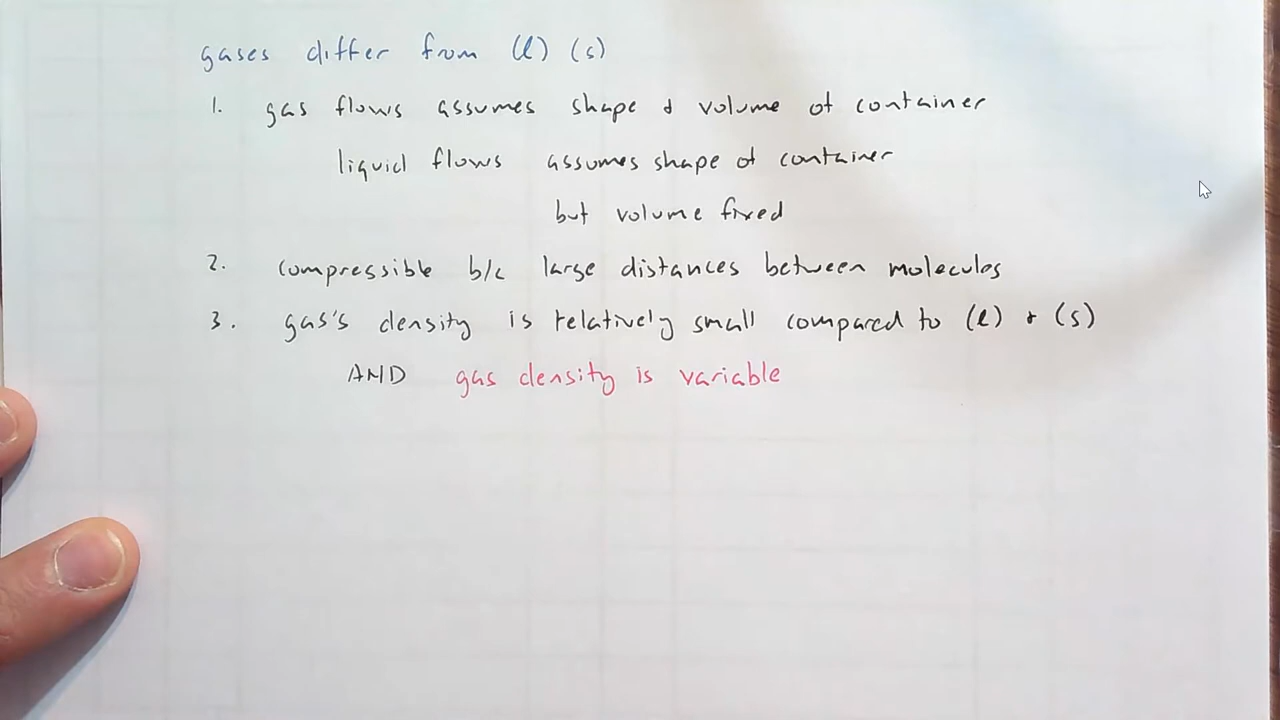 gases differ from (l) (s)
1. gas flows assumes shape & volume of container
liquid flows assumes shape of container
but volume fixed
2. compressible b/c large distances between molecules
3. gas's density is relatively small compared to (l) & (s)
AND gas density is variable